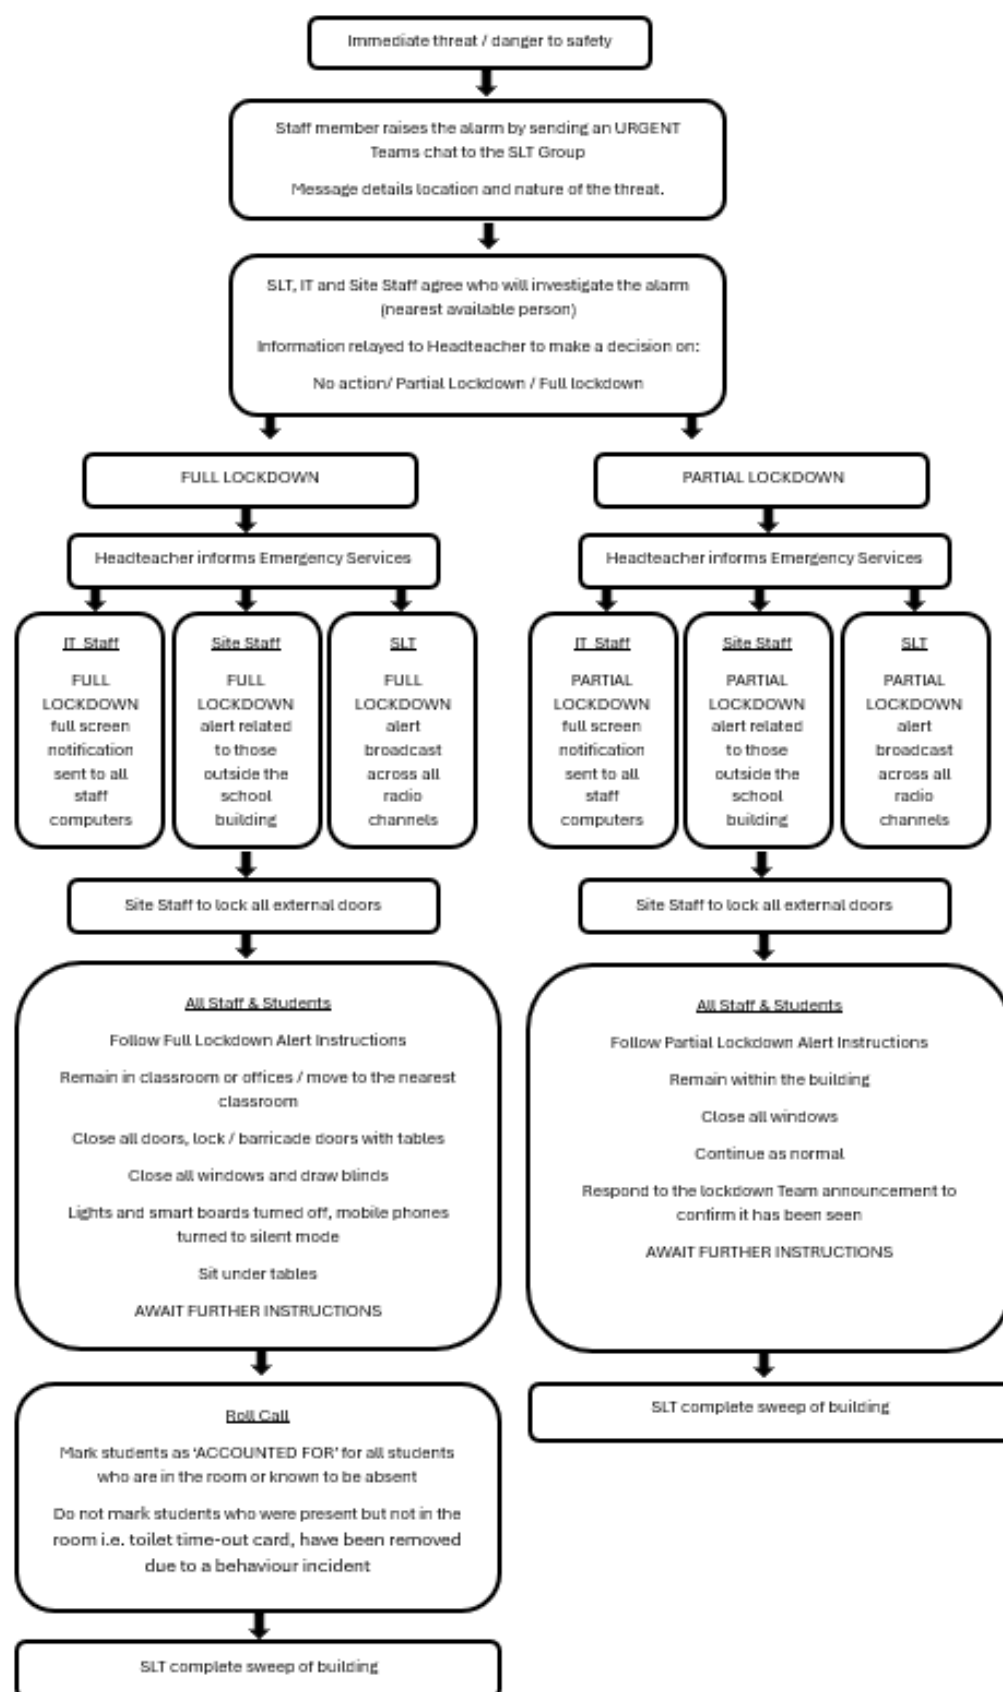 Immediate threat / danger to safety
Staff member raises the alarm by sending an URGENT
Teams chat to the SLT Group
Message details location and nature of the threat.
SLT, IT and Site Staff agree who will investigate the alarm
(nearest available person)
Information relayed to Headteacher to make a decision on:
No action/ Partial Lockdown / Full lockdown
FULL LOCKDOWN
Headteacher informs Emergency Services
IT Staff
FULL
LOCKDOWN
full screen
notification
sent to all
staff
computers
Site Staff
FULL
LOCKDOWN
alert related
to those
outside the
school
building
SLT
FULL
LOCKDOWN
alert
broadcast
across all
radio
channels
Site Staff to lock all external doors
All Staff & Students
Follow Full Lockdown Alert Instructions
Remain in classroom or offices / move to the nearest
classroom
Close all doors, lock / barricade doors with tables
Close all windows and draw blinds
Lights and smart boards turned off, mobile phones
turned to silent mode
Sit under tables
AWAIT FURTHER INSTRUCTIONS
Roll Call
Mark students as 'ACCOUNTED FOR' for all students
who are in the room or known to be absent
Do not mark students who were present but not in the
room i.e. toilet time-out card, have been removed
due to a behaviour incident
SLT complete sweep of building
PARTIAL LOCKDOWN
Headteacher informs Emergency Services
IT Staff
PARTIAL
LOCKDOWN
full screen
notification
sent to all
staff
computers
Site Staff
PARTIAL
LOCKDOWN
alert related
to those
outside the
school
building
SLT
PARTIAL
LOCKDOWN
alert
broadcast
across all
radio
channels
Site Staff to lock all external doors
All Staff & Students
Follow Partial Lockdown Alert Instructions
Remain within the building
Close all windows
Continue as normal
Respond to the lockdown Team announcement to
confirm it has been seen
AWAIT FURTHER INSTRUCTIONS
SLT complete sweep of building